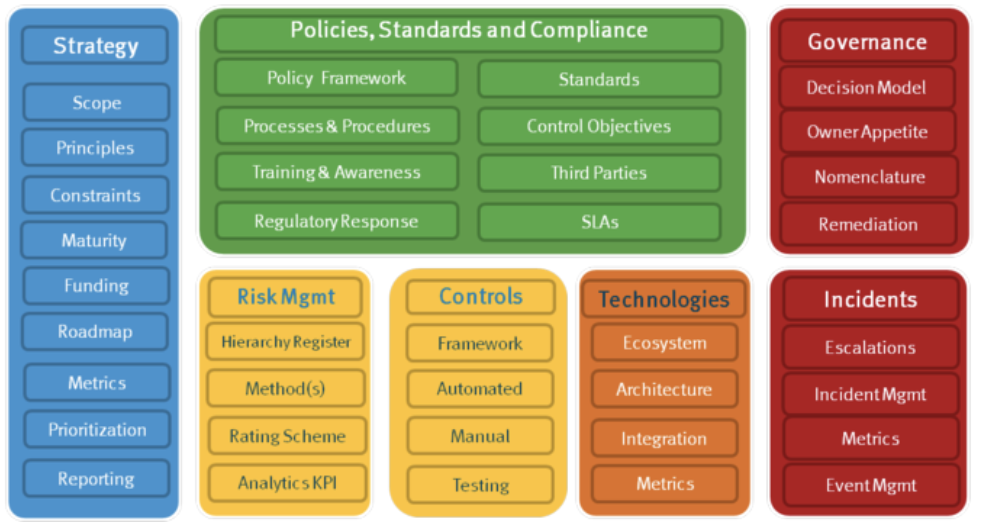 Strategy
Scope
Principles
Constraints
Maturity
Funding
Roadmap
Metrics
Prioritization
Reporting
Policies, Standards and Compliance
Policy Framework
Standards
Processes & Procedures
Control Objectives
Training & Awareness
Third Parties
Regulatory Response
SLAs
Governance
Decision Model
Owner Appetite
Nomenclature
Remediation
Risk Mgmt
Hierarchy Register
Method(s)
Rating Scheme
Analytics KPI
Controls
Framework
Automated
Manual
Testing
Technologies
Ecosystem
Architecture
Integration
Metrics
Incidents
Escalations
Incident Mgmt
Metrics
Event Mgmt